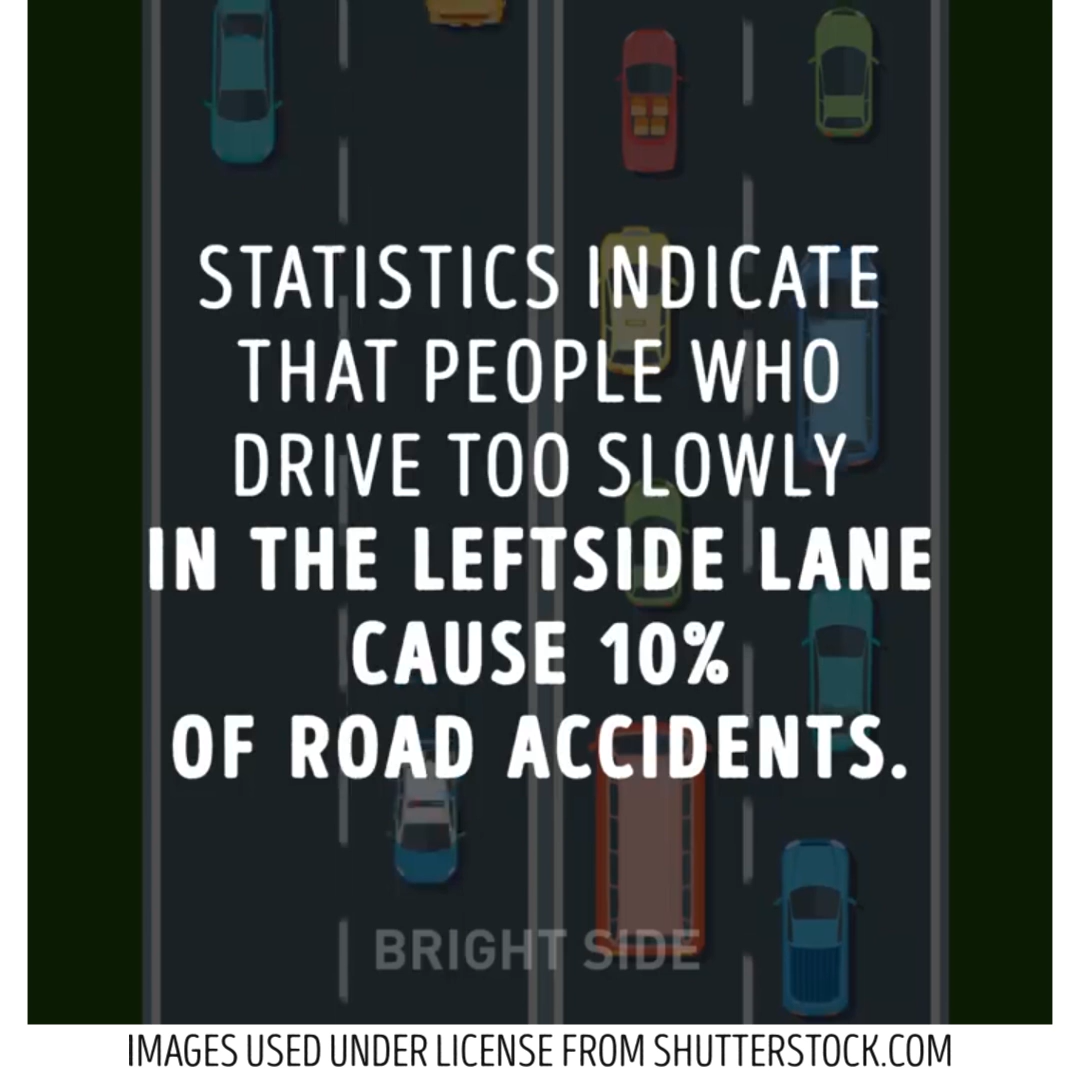 STATISTICS INDICATE
THAT PEOPLE WHO
DRIVE TOO SLOWLY
IN THE LEFTSIDE LANE
CAUSE 10%
OF ROAD ACCIDENTS.
BRIGHT SIDE
IMAGES USED UNDER LICENSE FROM SHUTTERSTOCK.COM